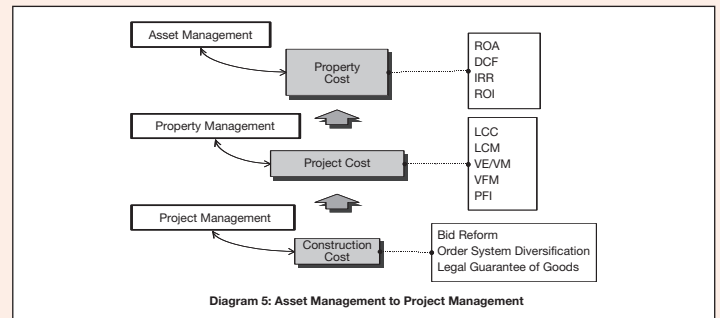 Asset Management
Property
Cost
ROA
DCF
IRR
ROI
Property Management
Project Cost
LCC
LCM
VE/VM
VFM
PFI
Project Management
Construction
Cost
Bid Reform
Order System Diversification
Legal Guarantee of Goods
Diagram 5: Asset Management to Project Management